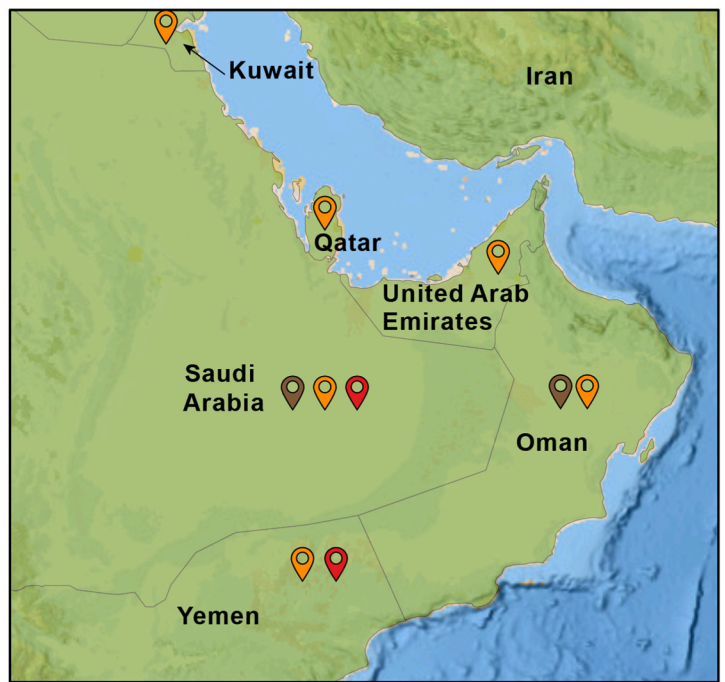 Kuwait
Iran
Qatar
United Arab
Emirates
Saudi
Arabia
Oman
Yemen